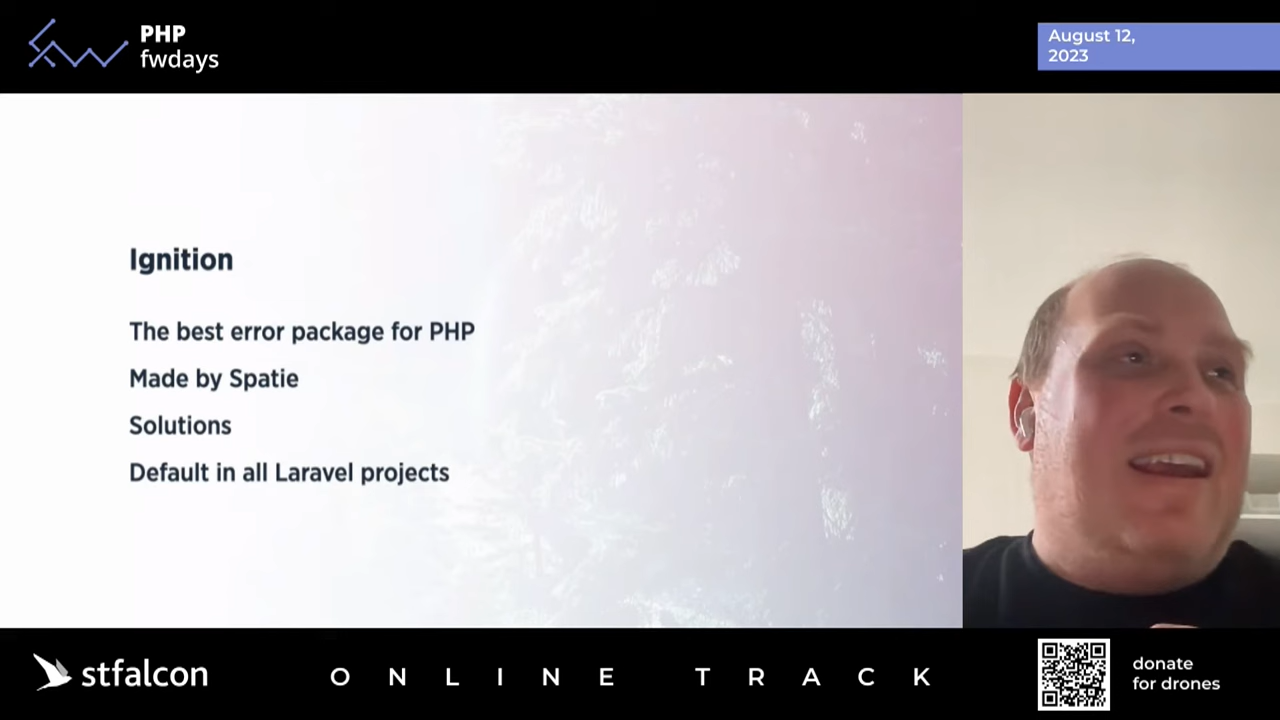 PHP
fwdays
August 12,
2023
Ignition
The best error package for PHP
Made by Spatie
Solutions
Default in all Laravel projects
stfalcon
ONLINE TRACK
donate
for drones